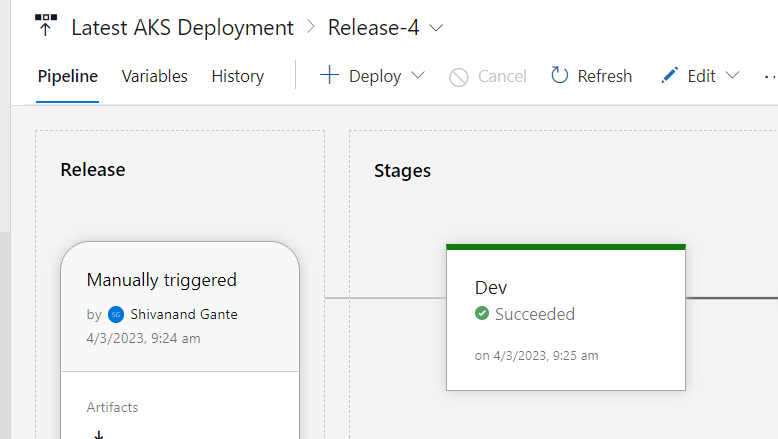 Latest AKS Deployment > Release-4
Pipeline Variables History Deploy Cancel Refresh Edit ..
Release
Stages
Manually triggered
by SG Shivanand Gante
4/3/2023, 9:24 am
Artifacts
Dev
Succeeded
on 4/3/2023, 9:25 am